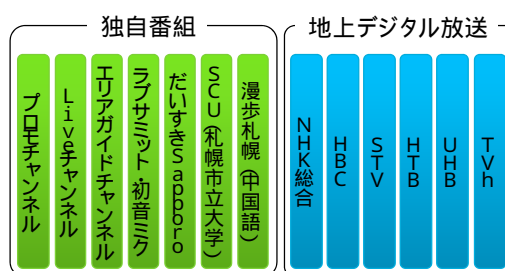 独自番組
プロモチャンネル
Liveチャンネル
エリアガイドチャンネル
ラブサミット・初音ミク
だいすきSapporo
SCU(札幌市立大学)
漫歩札幌(中国語)
地上デジタル放送
NHK総合
HBC
STV
HTB
UHB
TVh